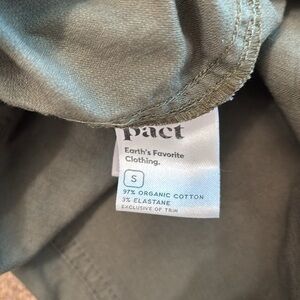 pact
Earth's Favorite
Clothing.
S
97% ORGANIC COTTON
3% ELASTANE
EXCLUSIVE OF TRIM